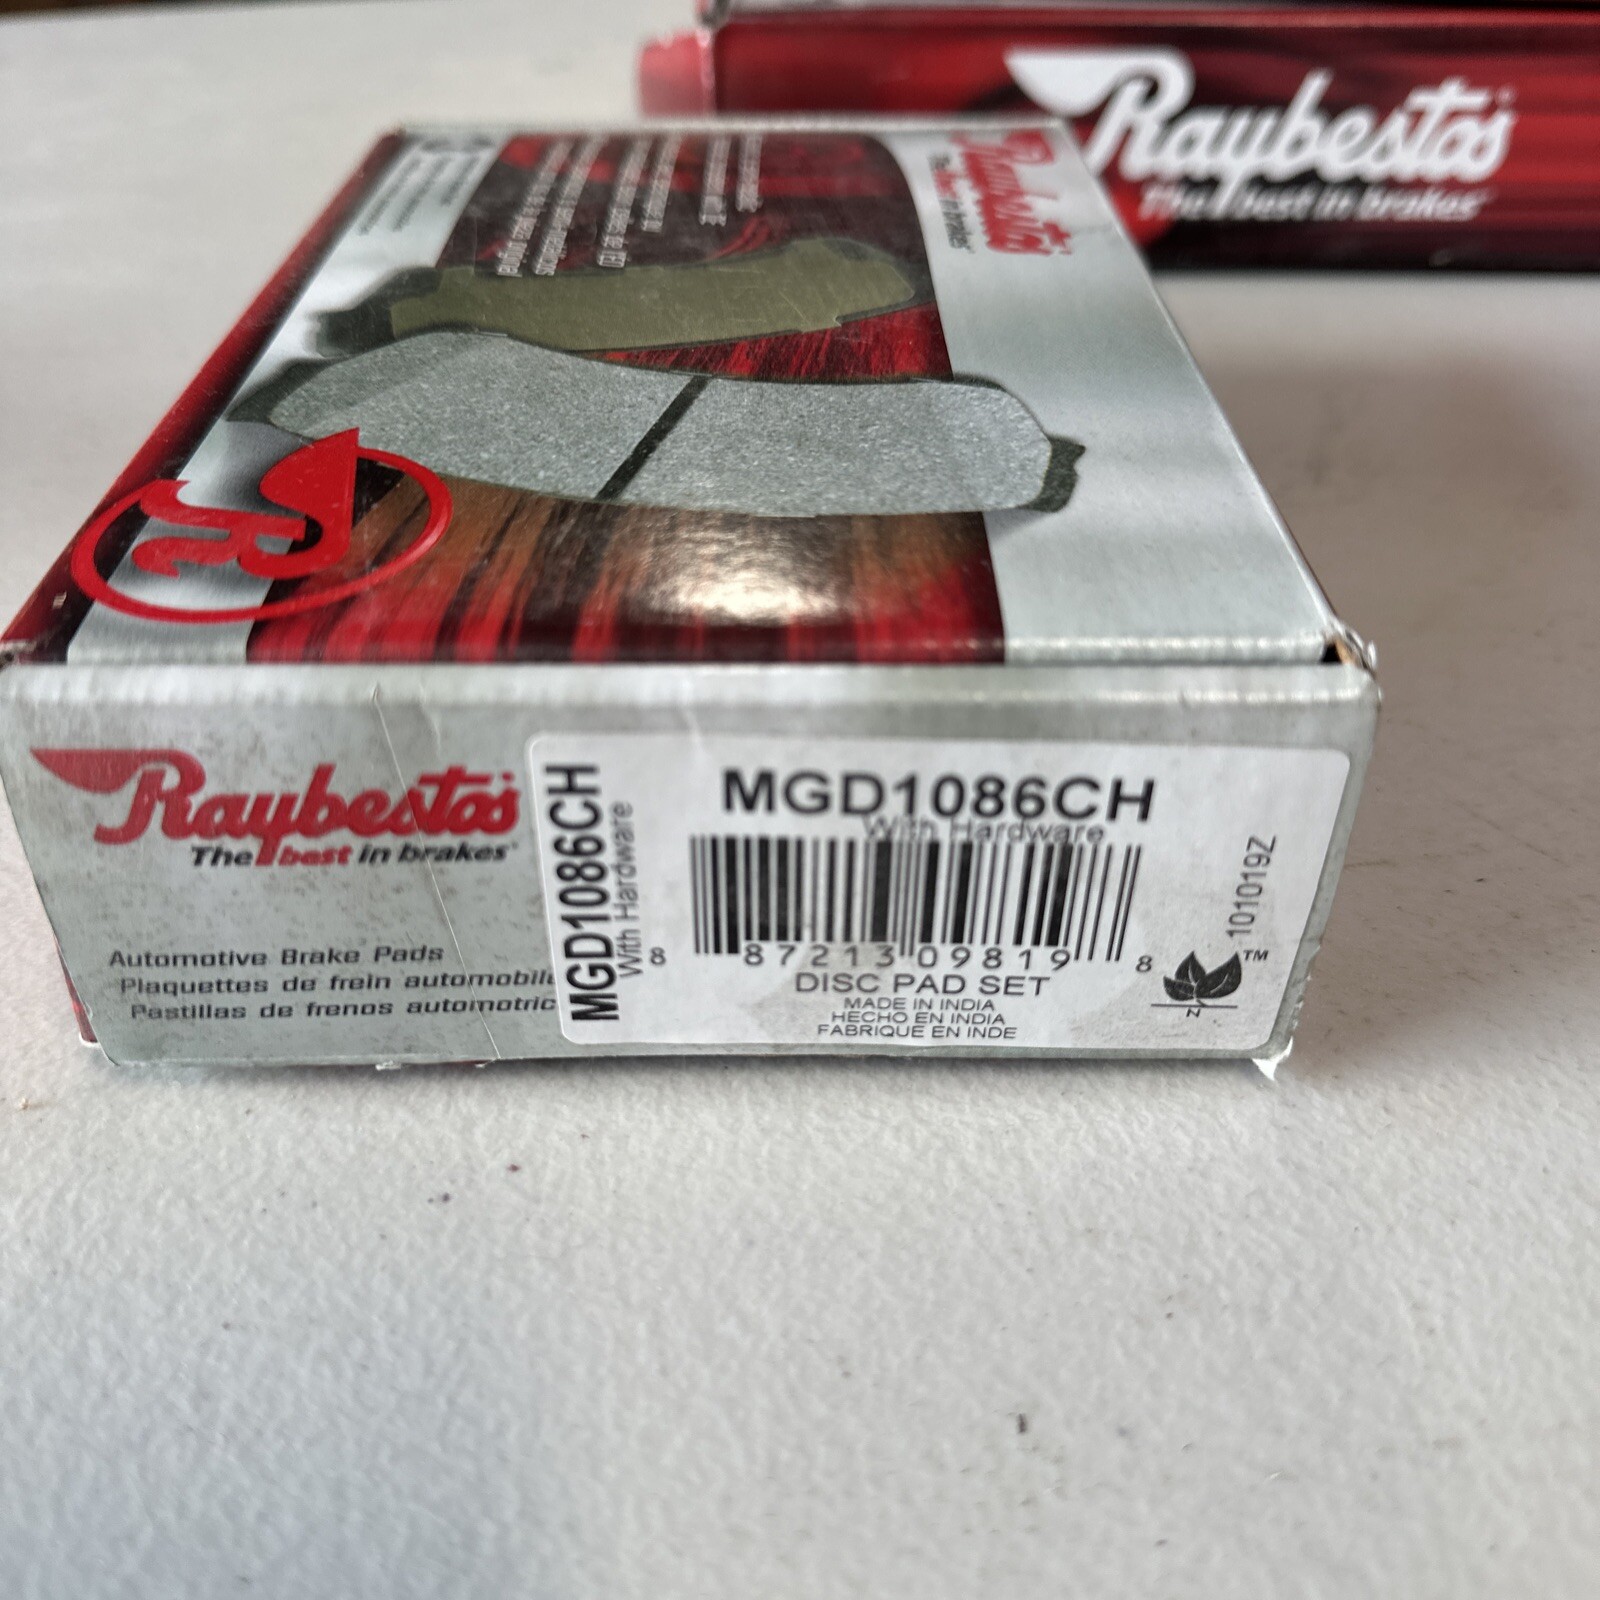 Raybestos
The best in brakes
Raybestos
The best in brakes
R
Raybestos
The best in brakes
Automotive Brake Pads
Plaquettes de frein automobile
Pastillas de frenos automotric
MGD1086CH
With Hardware
MGD1086CH
With Hardware
8 87213 09819 8
DISC PAD SET
MADE IN INDIA
HECHO EN INDIA
FABRIQUE EN INDE
101019Z
N
TM